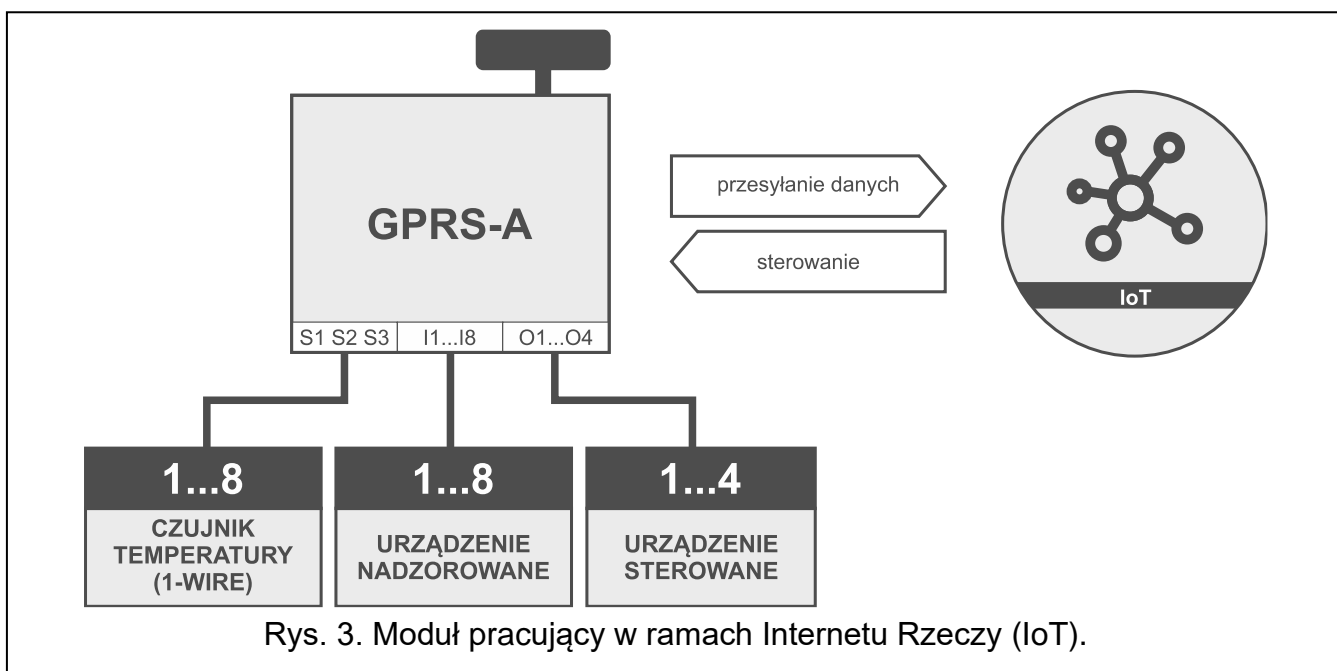 GPRS-A
przesyłanie danych
sterowanie
IoT
S1 S2 S3
I1...I8
O1...O4
1...8
CZUJNIK
TEMPERATURY
(1-WIRE)
1...8
URZĄDZENIE
NADZOROWANE
1...4
URZĄDZENIE
STEROWANE
Rys. 3. Moduł pracujący w ramach Internetu Rzeczy (IoT).